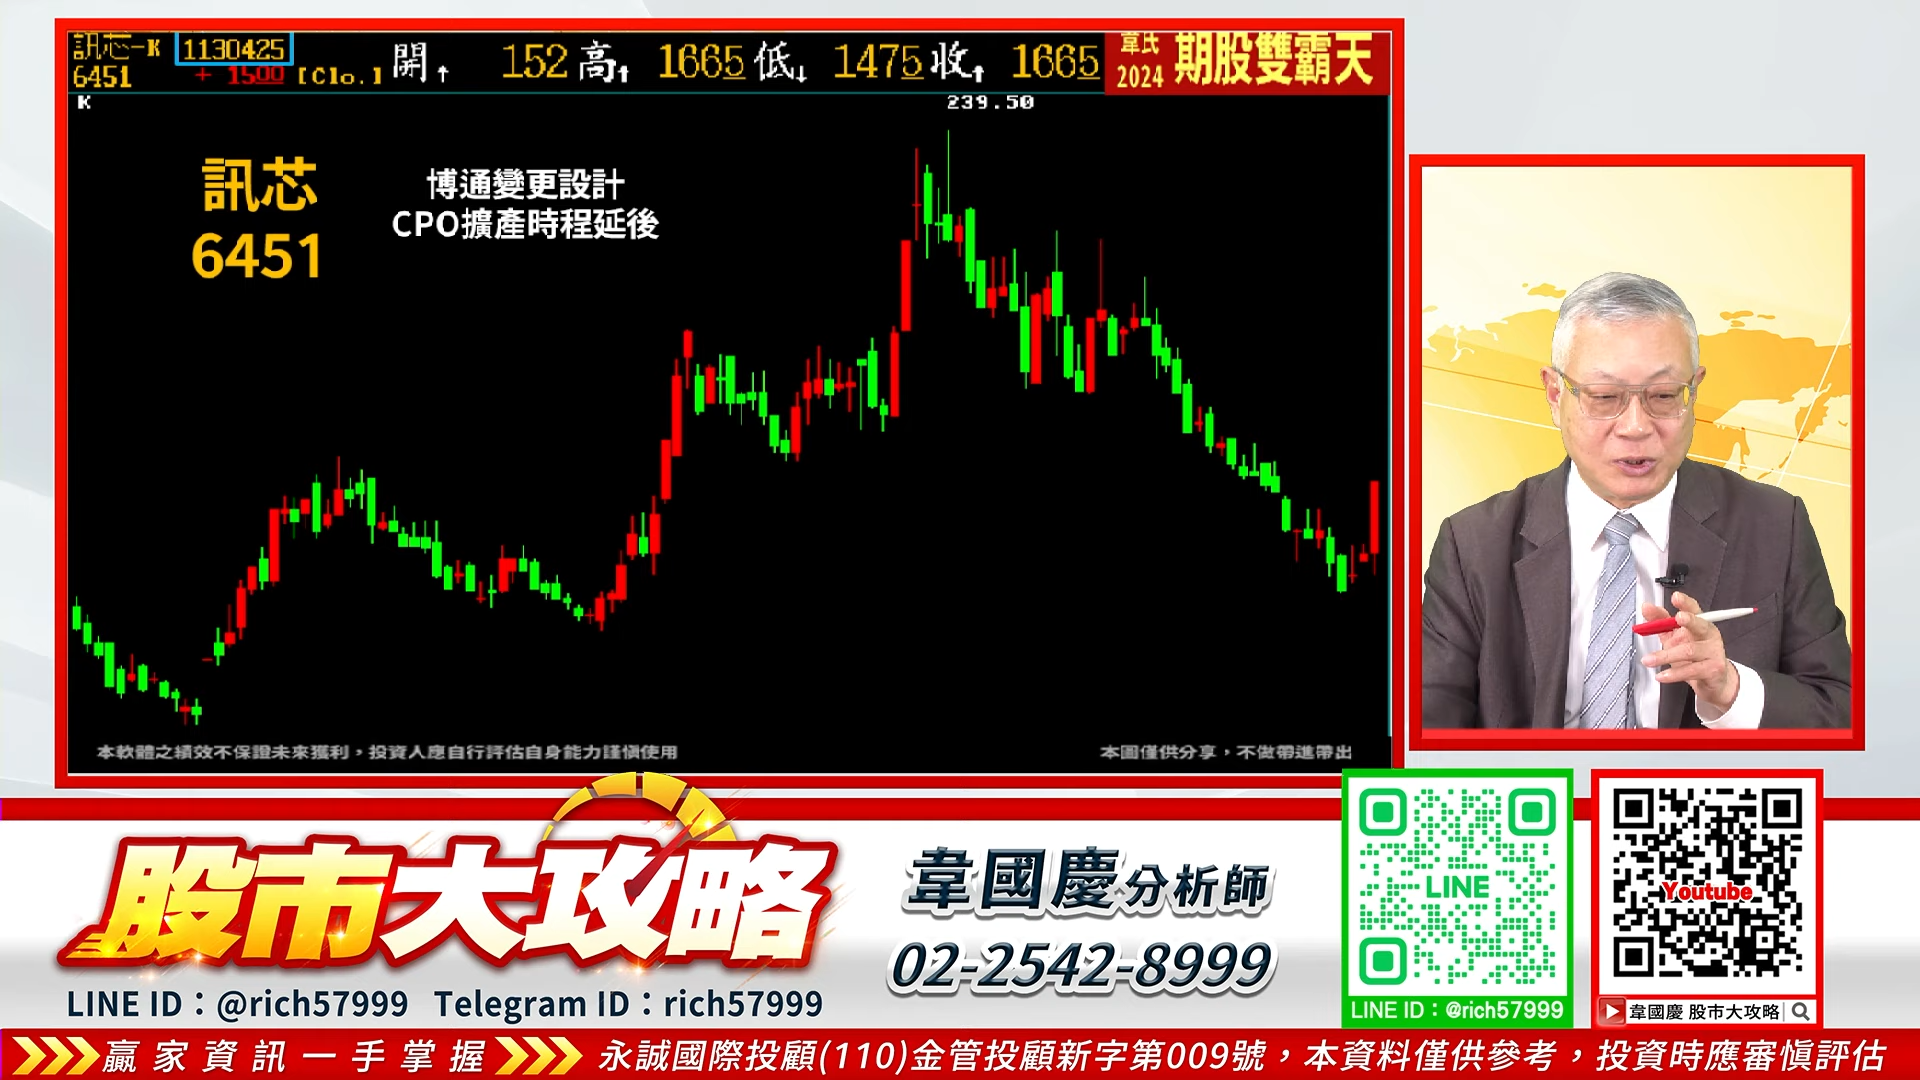 訊芯-K 1130425 開↑ 152 高↑ 1665 低↓ 1475 收↑ 1665
6451 + 1500 [Clo.]
韋氏 2024 期股雙霸天
K
239.50
訊芯
6451
博通變更設計
CPO擴產時程延後
本軟體之績效不保證未來獲利，投資人應自行評估自身能力謹慎使用
本圖僅供分享，不做帶進帶出
股市大攻略
LINE ID：@rich57999 Telegram ID：rich57999
韋國慶分析師
02-2542-8999
LINE
LINE ID：@rich57999
Youtube
韋國慶 股市大攻略
贏家資訊一手掌握
永誠國際投顧(110)金管投顧新字第009號，本資料僅供參考，投資時應審慎評估